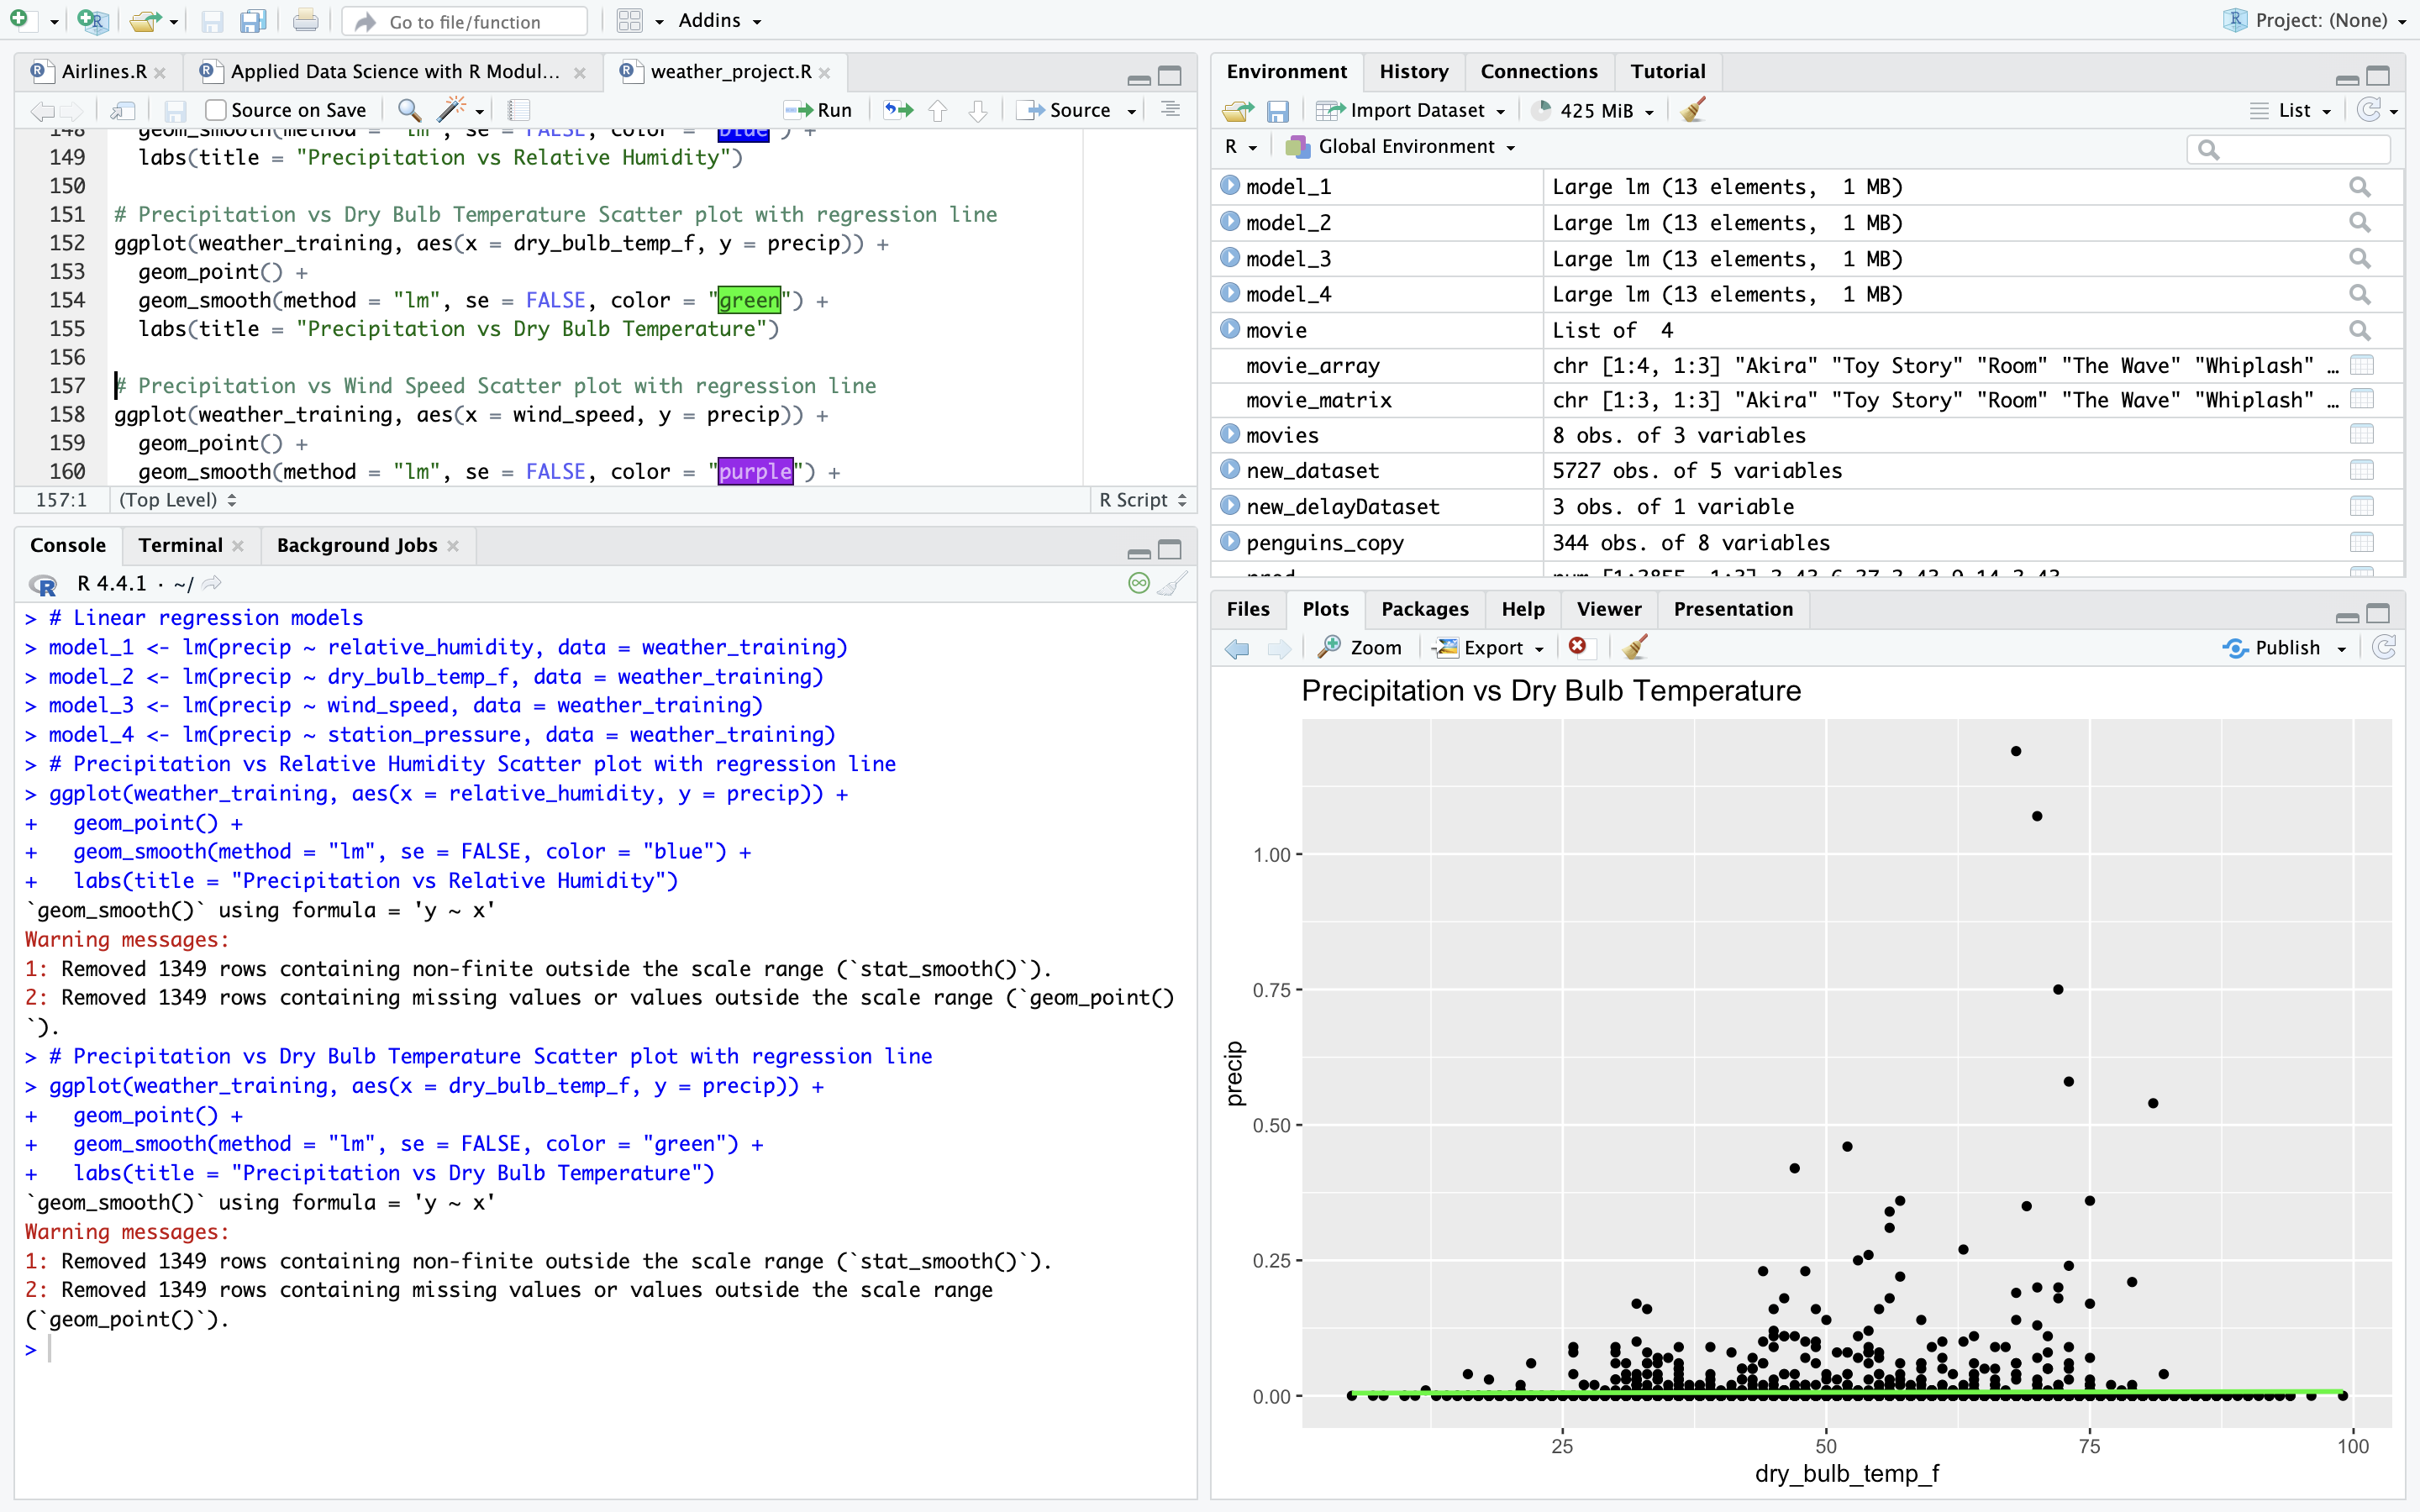 Go to file/function
Addins
Project: (None)
Airlines.R
Applied Data Science with R Modul...
weather_project.R
Source on Save
Run
Source
148 geom_smooth(method = "lm", se = FALSE, color = "blue") +
149 labs(title = "Precipitation vs Relative Humidity")
150
151 # Precipitation vs Dry Bulb Temperature Scatter plot with regression line
152 ggplot(weather_training, aes(x = dry_bulb_temp_f, y = precip)) +
153 geom_point() +
154 geom_smooth(method = "lm", se = FALSE, color = "green") +
155 labs(title = "Precipitation vs Dry Bulb Temperature")
156
157 # Precipitation vs Wind Speed Scatter plot with regression line
158 ggplot(weather_training, aes(x = wind_speed, y = precip)) +
159 geom_point() +
160 geom_smooth(method = "lm", se = FALSE, color = "purple") +
157:1 (Top Level) R Script
Console Terminal Background Jobs
R 4.4.1 · ~/
> # Linear regression models
> model_1 <- lm(precip ~ relative_humidity, data = weather_training)
> model_2 <- lm(precip ~ dry_bulb_temp_f, data = weather_training)
> model_3 <- lm(precip ~ wind_speed, data = weather_training)
> model_4 <- lm(precip ~ station_pressure, data = weather_training)
> # Precipitation vs Relative Humidity Scatter plot with regression line
> ggplot(weather_training, aes(x = relative_humidity, y = precip)) +
+ geom_point() +
+ geom_smooth(method = "lm", se = FALSE, color = "blue") +
+ labs(title = "Precipitation vs Relative Humidity")
`geom_smooth()` using formula = 'y ~ x'
Warning messages:
1: Removed 1349 rows containing non-finite outside the scale range (`stat_smooth()`).
2: Removed 1349 rows containing missing values or values outside the scale range (`geom_point()
`).
> # Precipitation vs Dry Bulb Temperature Scatter plot with regression line
> ggplot(weather_training, aes(x = dry_bulb_temp_f, y = precip)) +
+ geom_point() +
+ geom_smooth(method = "lm", se = FALSE, color = "green") +
+ labs(title = "Precipitation vs Dry Bulb Temperature")
`geom_smooth()` using formula = 'y ~ x'
Warning messages:
1: Removed 1349 rows containing non-finite outside the scale range (`stat_smooth()`).
2: Removed 1349 rows containing missing values or values outside the scale range
(`geom_point()`).
>
Environment History Connections Tutorial
Import Dataset 425 MiB List
R Global Environment
model_1 Large lm (13 elements, 1 MB)
model_2 Large lm (13 elements, 1 MB)
model_3 Large lm (13 elements, 1 MB)
model_4 Large lm (13 elements, 1 MB)
movie List of 4
movie_array chr [1:4, 1:3] "Akira" "Toy Story" "Room" "The Wave" "Whiplash" …
movie_matrix chr [1:3, 1:3] "Akira" "Toy Story" "Room" "The Wave" "Whiplash" …
movies 8 obs. of 3 variables
new_dataset 5727 obs. of 5 variables
new_delayDataset 3 obs. of 1 variable
penguins_copy 344 obs. of 8 variables
Files Plots Packages Help Viewer Presentation
Zoom Export Publish
Precipitation vs Dry Bulb Temperature
precip
1.00
0.75
0.50
0.25
0.00
25 50 75 100
dry_bulb_temp_f